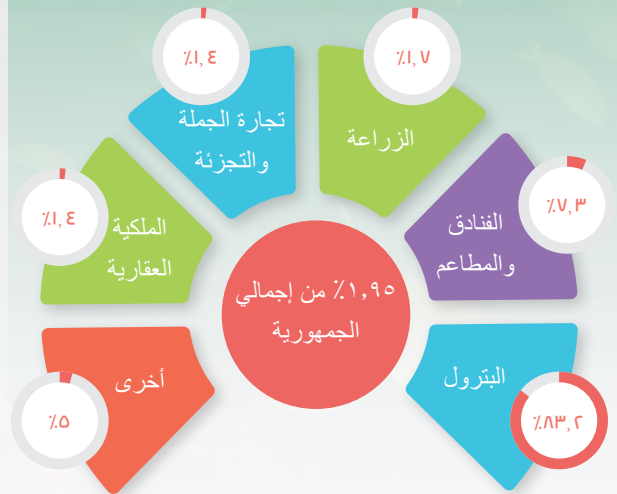 ٪١,٧
الزراعة
٪٧,٣
الفنادق
والمطاعم
٪٨٣,٢
البترول
٪١,٤
تجارة الجملة
والتجزئة
٪١,٤
الملكية
العقارية
٪٥
أخرى
١,٩٥٪ من إجمالي
الجمهورية